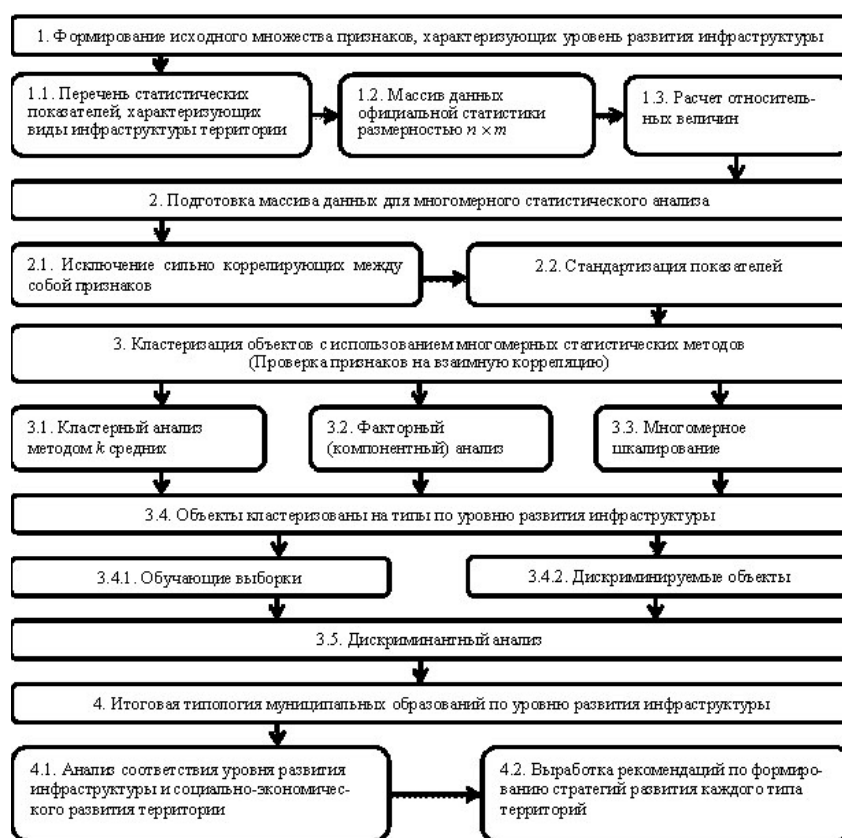 1. Формирование исходного множества признаков, характеризующих уровень развития инфраструктуры
1.1. Перечень статистических
показателей, характеризующих
виды инфраструктуры территории
1.2. Массив данных
официальной статистики
размерностью n × m
1.3. Расчет относитель-
ных величин
2. Подготовка массива данных для многомерного статистического анализа
2.1. Исключение сильно коррелирующих между
собой признаков
2.2. Стандартизация показателей
3. Кластеризация объектов с использованием многомерных статистических методов
(Проверка признаков на взаимную корреляцию)
3.1. Кластерный анализ
методом k средних
3.2. Факторный
(компонентный) анализ
3.3. Многомерное
шкалирование
3.4. Объекты кластеризованы на типы по уровню развития инфраструктуры
3.4.1. Обучающие выборки
3.4.2. Дискриминируемые объекты
3.5. Дискриминантный анализ
4. Итоговая типология муниципальных образований по уровню развития инфраструктуры
4.1. Анализ соответствия уровня развития
инфраструктуры и социально-экономичес-
кого развития территории
4.2. Выработка рекомендаций по формиро-
ванию стратегий развития каждого типа
территорий